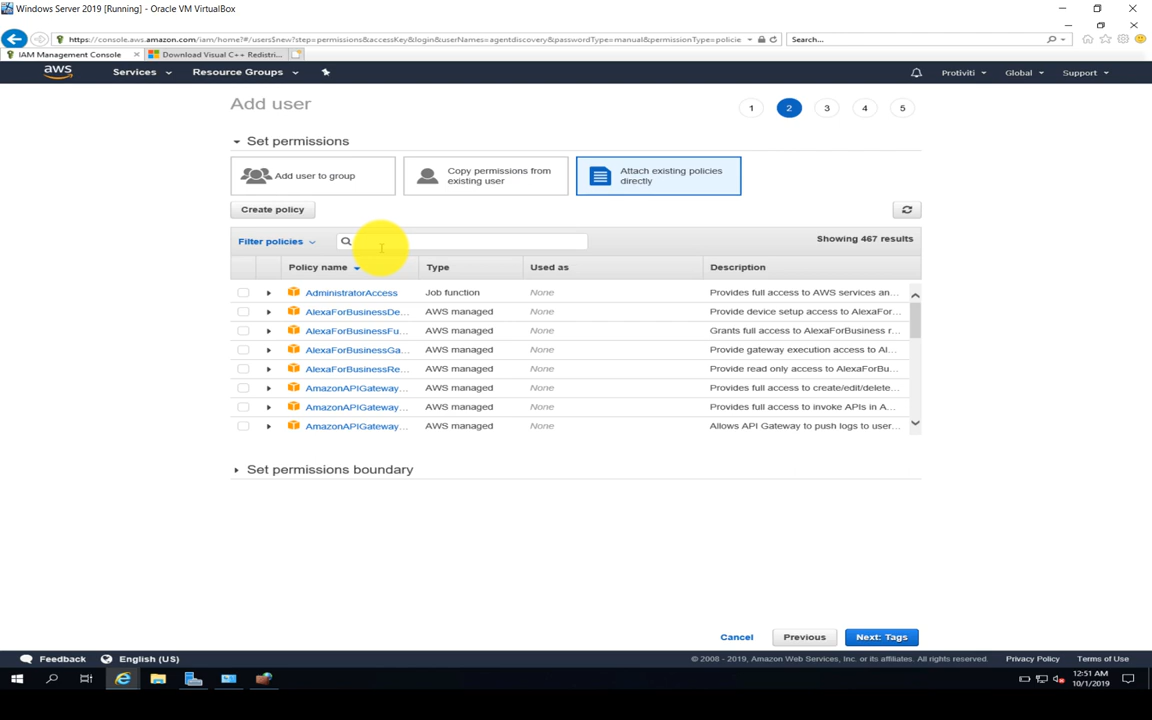 Windows Server 2019 [Running] - Oracle VM VirtualBox
https://console.aws.amazon.com/iam/home?#/users$new?step=permissions&accessKey&login&userNames=agentdiscovery&passwordType=manual&permissionType=policie
Search...
IAM Management Console
Download Visual C++ Redistri...
aws
Services
Resource Groups
Protiviti
Global
Support
Add user
1
2
3
4
5
Set permissions
Add user to group
Copy permissions from
existing user
Attach existing policies
directly
Create policy
Filter policies
Showing 467 results
Policy name
Type
Used as
Description
AdministratorAccess
Job function
None
Provides full access to AWS services an...
AlexaForBusinessDe...
AWS managed
None
Provide device setup access to AlexaFor...
AlexaForBusinessFu...
AWS managed
None
Grants full access to AlexaForBusiness r...
AlexaForBusinessGa...
AWS managed
None
Provide gateway execution access to Al...
AlexaForBusinessRe...
AWS managed
None
Provide read only access to AlexaForBu...
AmazonAPIGateway...
AWS managed
None
Provides full access to create/edit/delete...
AmazonAPIGateway...
AWS managed
None
Provides full access to invoke APIs in A...
AmazonAPIGateway...
AWS managed
None
Allows API Gateway to push logs to user...
Set permissions boundary
Cancel
Previous
Next: Tags
Feedback
English (US)
© 2008 - 2019, Amazon Web Services, Inc. or its affiliates. All rights reserved.
Privacy Policy
Terms of Use
12:51 AM
10/1/2019